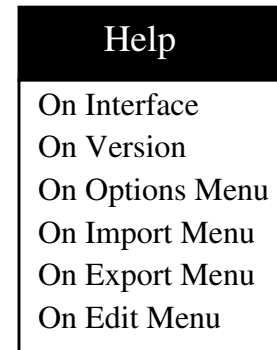 Help
On Interface
On Version
On Options Menu
On Import Menu
On Export Menu
On Edit Menu